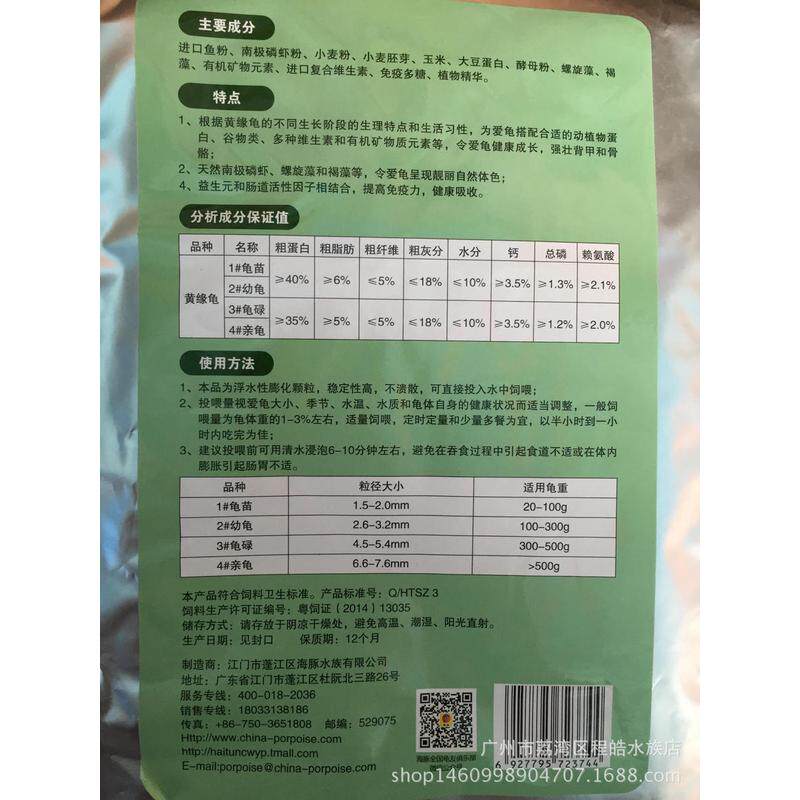 主要成分
进口鱼粉、南极磷虾粉、小麦粉、小麦胚芽、玉米、大豆蛋白、酵母粉、螺旋藻、褐
藻、有机矿物元素、进口复合维生素、免疫多糖、植物精华。
特点
1、根据黄缘龟的不同生长阶段的生理特点和生活习性，为爱龟搭配合适的动植物蛋
白、谷物类、多种维生素和有机矿物质元素等，令爱龟健康成长，强壮背甲和骨
骼；
2、天然南极磷虾、螺旋藻和褐藻等，令爱龟呈现靓丽自然体色；
4、益生元和肠道活性因子相结合，提高免疫力，健康吸收。
分析成分保证值
品种 名称 粗蛋白 粗脂肪 粗纤维 粗灰分 水分 钙 总磷 赖氨酸
黄缘龟
1#龟苗
2#幼龟
≥40% ≥6% ≤5% ≤18% ≤10% ≥3.5% ≥1.3% ≥2.1%
3#龟碌
4#亲龟
≥35% ≥5% ≤5% ≤18% ≤10% ≥3.5% ≥1.2% ≥2.0%
使用方法
1、本品为浮水性膨化颗粒，稳定性高，不溃散，可直接投入水中饲喂；
2、投喂量视爱龟大小、季节、水温、水质和龟体自身的健康状况而适当调整，一般饲
喂量为龟体重的1-3%左右，适量饲喂，定时定量和少量多餐为宜，以半小时到一小
时内吃完为佳；
3、建议投喂前可用清水浸泡6-10分钟左右，避免在吞食过程中引起食道不适或在体内
膨胀引起肠胃不适。
品种 粒径大小 适用龟重
1#龟苗 1.5-2.0mm 20-100g
2#幼龟 2.6-3.2mm 100-300g
3#龟碌 4.5-5.4mm 300-500g
4#亲龟 6.6-7.6mm >500g
本产品符合饲料卫生标准。产品标准号：Q/HTSZ 3
饲料生产许可证编号：粤饲证（2014）13035
储存方式：请存放于阴凉干燥处，避免高温、潮湿、阳光直射。
生产日期：见封口 保质期：12个月
制造商：江门市蓬江区海豚水族有限公司
地址：广东省江门市蓬江区杜阮北三路26号
服务专线：400-018-2036
销售专线：18033138186
传真：+86-750-3651808 邮编：529075
Http://www.china-porpoise.com
http://haituncwyp.tmall.com
E-mail:porpoise@china-porpoise.com
海豚全国龟友俱乐部
6 927795 723744
广州市荔湾区程皓水族店
shop1460998904707.1688.com